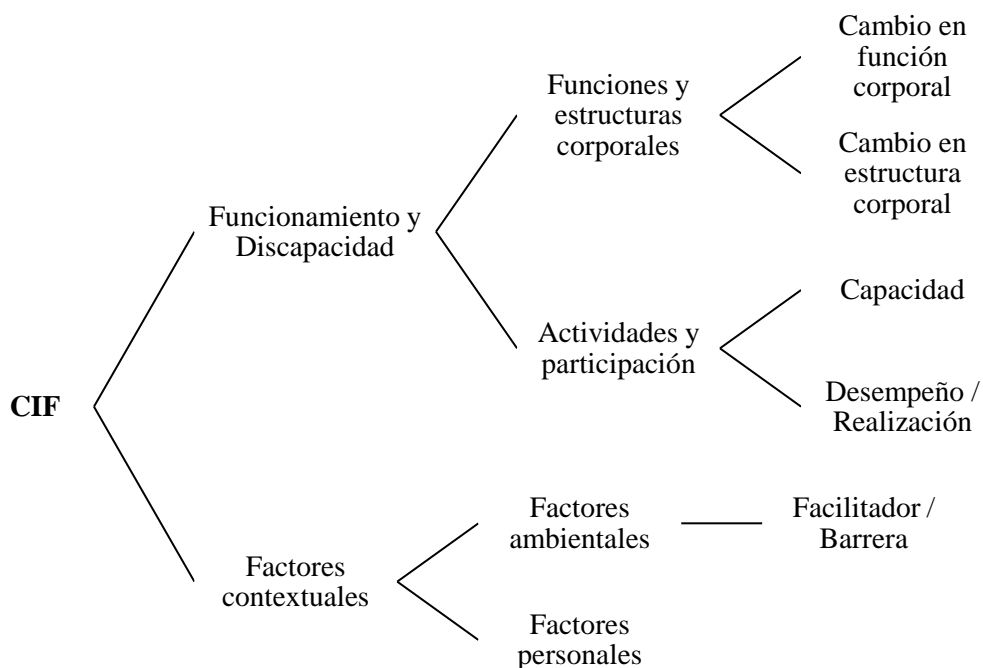 Cambio en
función
corporal
Funciones y
estructuras
corporales
Cambio en
estructura
corporal
Funcionamiento y
Discapacidad
Capacidad
Actividades y
participación
Desempeño /
Realización
CIF
Factores
ambientales
Facilitador /
Barrera
Factores
contextuales
Factores
personales